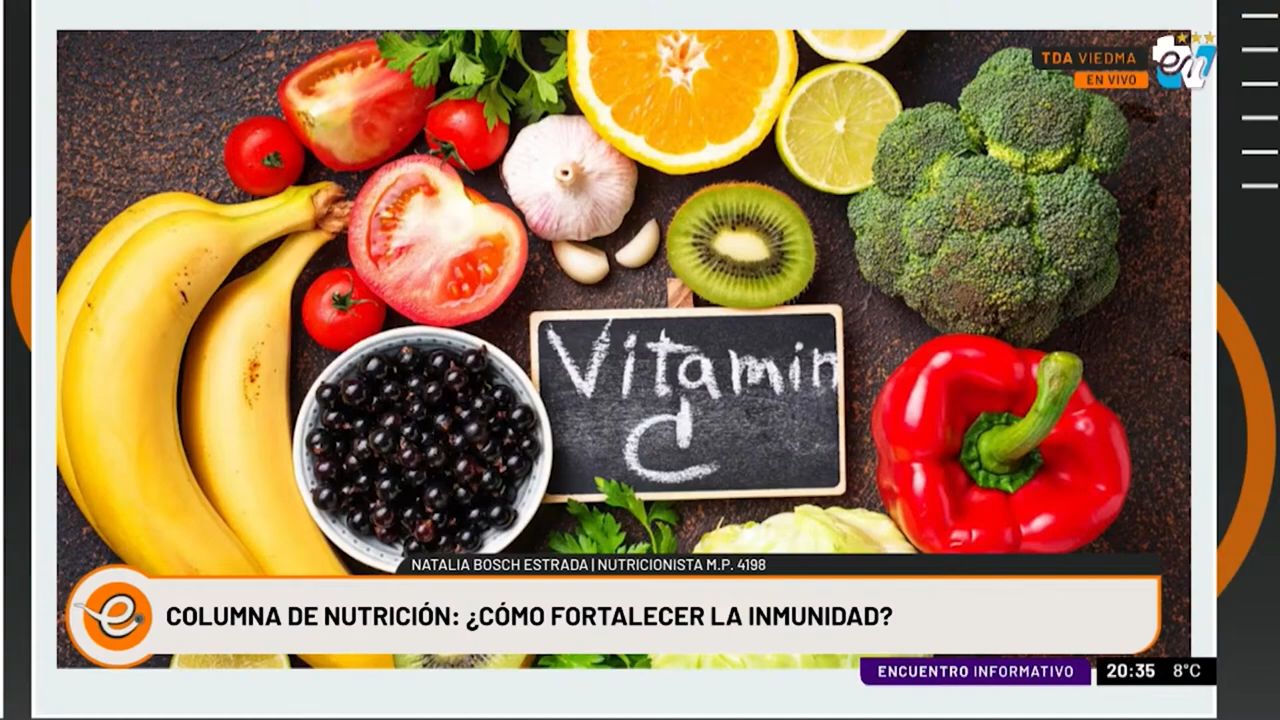 TDA VIEDMA
EN VIVO
Vitamin
C
NATALIA BOSCH ESTRADA | NUTRICIONISTA M.P. 4198
COLUMNA DE NUTRICIÓN: ¿CÓMO FORTALECER LA INMUNIDAD?
ENCUENTRO INFORMATIVO
20:35 8°C